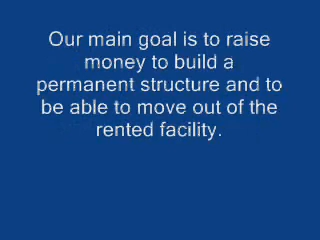 Our main goal is to raise
money to build a
permanent structure and to
be able to move out of the
rented facility.